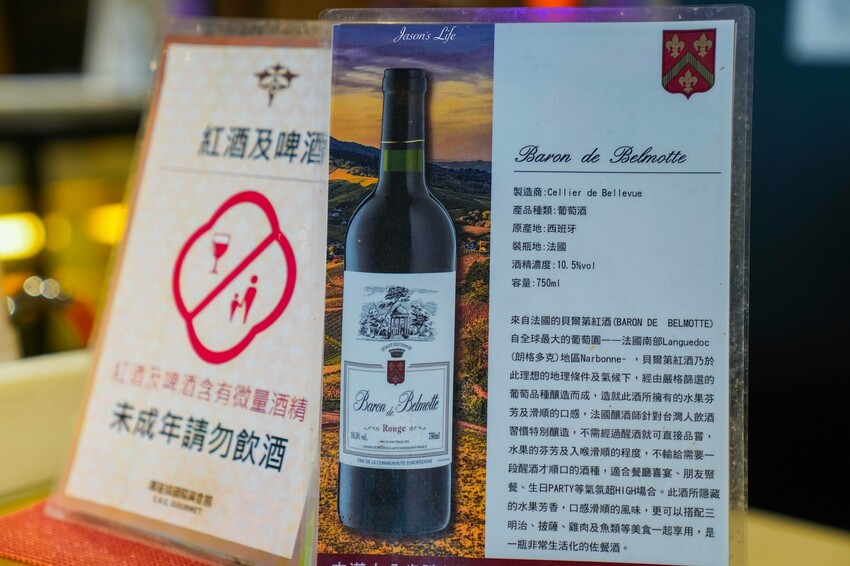 紅酒及啤酒
紅酒及啤酒含有微量酒精
未成年請勿飲酒
Jason's Life
Baron de Belmotte
Rouge
750ml
VIN DE LA COMMUNAUTE EUROPEENNE
Baron de Belmotte
製造商:Cellier de Bellevue
產品種類:葡萄酒
原產地:西班牙
裝瓶地:法國
酒精濃度:10.5%vol
容量:750ml
來自法國的貝爾第紅酒(BARON DE BELMOTTE)
自全球最大的葡萄園一一法國南部Languedoc
(朗格多克)地區Narbonne- ，貝爾第紅酒乃於
此理想的地理條件及氣候下，經由嚴格篩選的
葡萄品種釀造而成，造就此酒所擁有的水果芬
芳及滑順的口感，法國釀酒師針對台灣人飲酒
習慣特別釀造，不需經過醒酒就可直接品嘗，
水果的芬芳及入喉滑順的程度，不輸給需要一
段醒酒才順口的酒種，適合餐廳喜宴、朋友聚
餐、生日PARTY等氣氛超HIGH場合。此酒所隱藏
的水果芳香，口感滑順的風味，更可以搭配三
明治、披薩、雞肉及魚類等美食一起享用，是
一瓶非常生活化的佐餐酒。